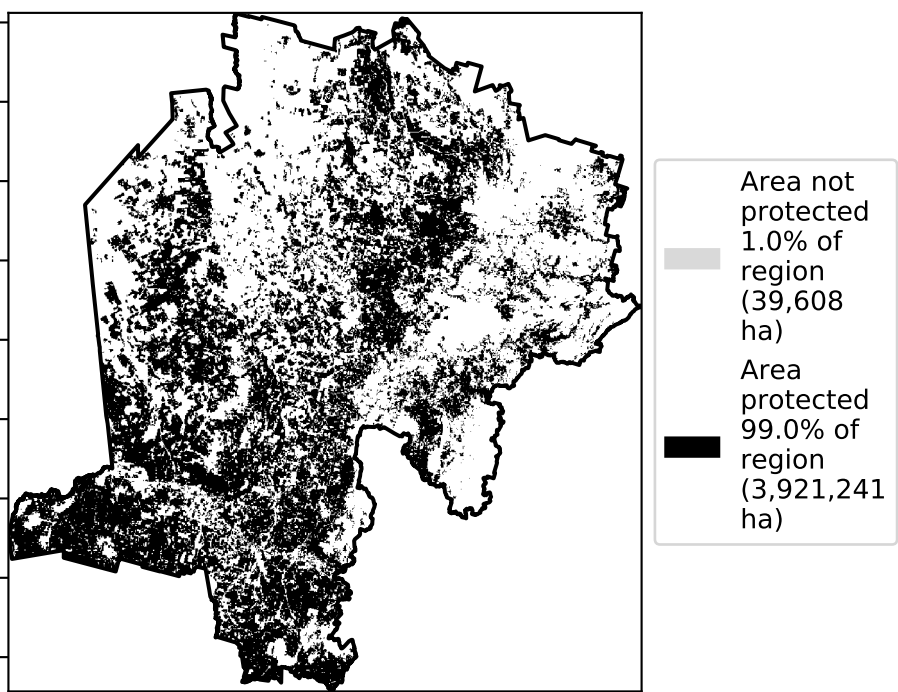 Area not
protected
1.0% of
region
(39,608
ha)
Area
protected
99.0% of
region
(3,921,241
ha)